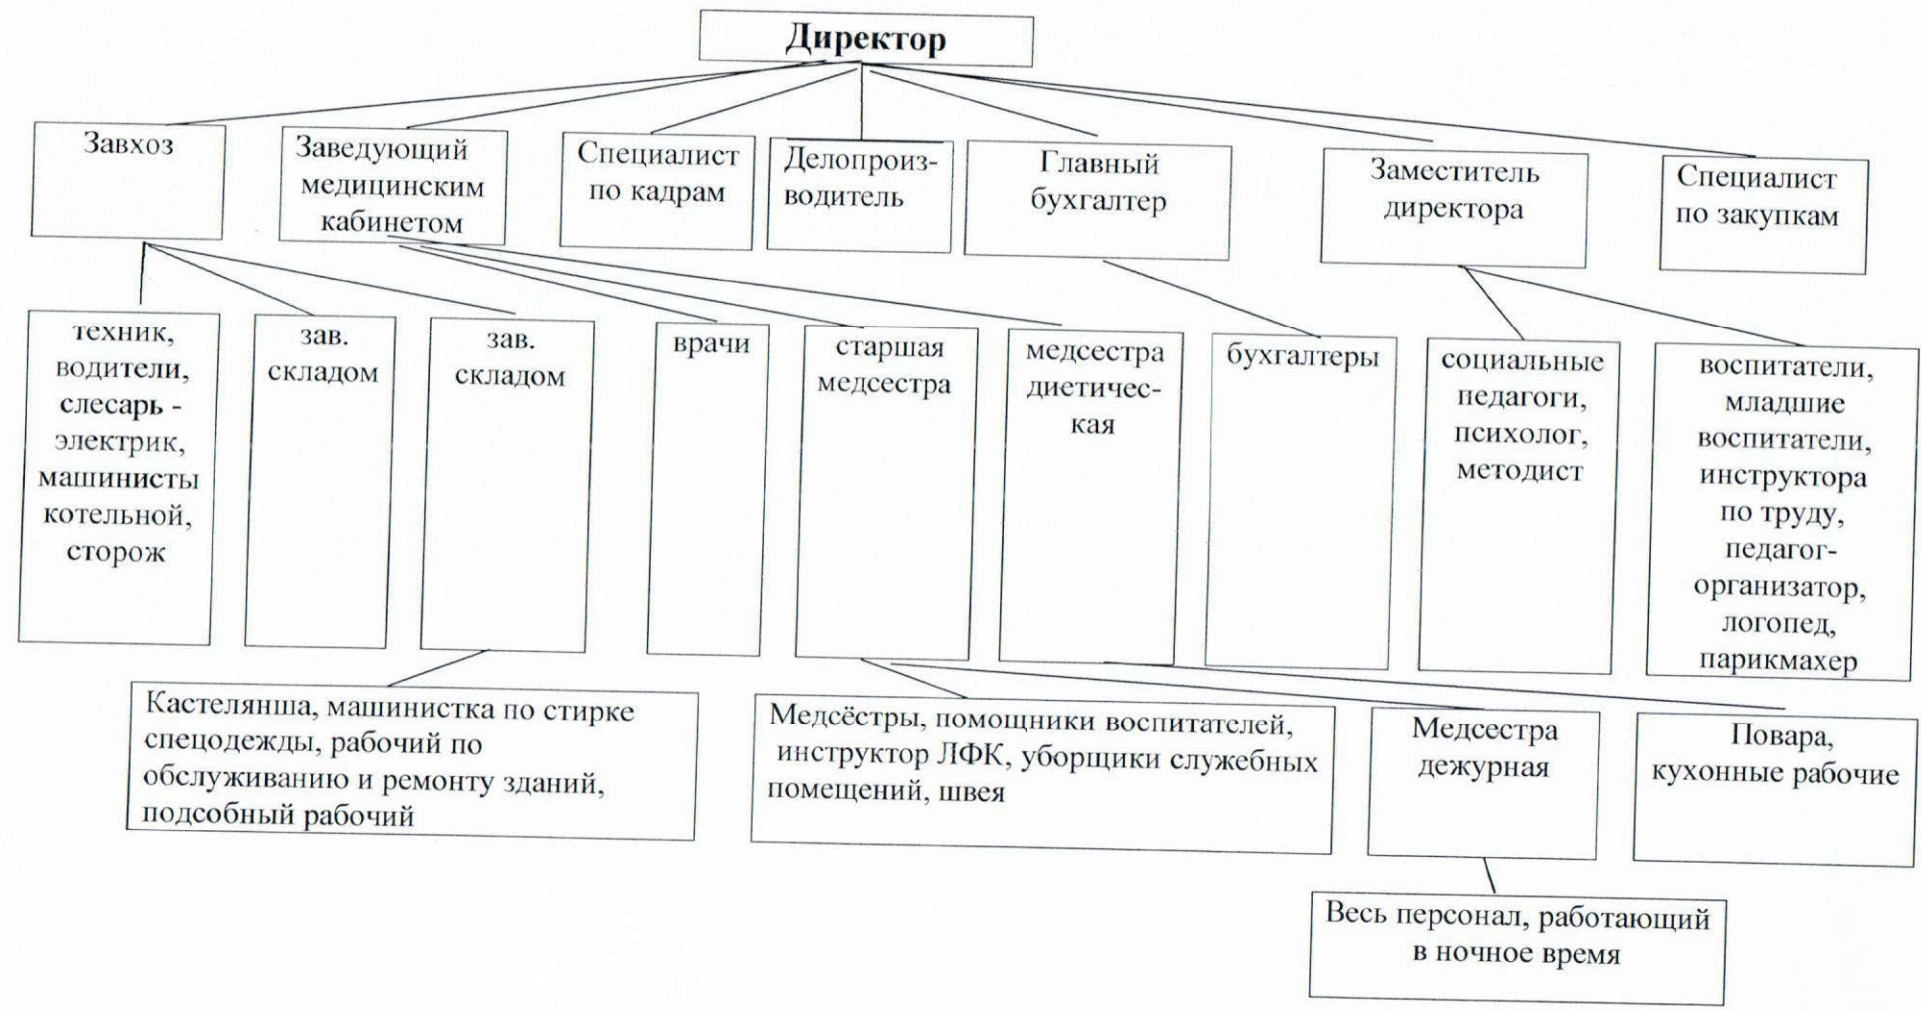 Директор
Завхоз
Заведующий
медицинским
кабинетом
Специалист
по кадрам
Делопроиз-
водитель
Главный
бухгалтер
Заместитель
директора
Специалист
по закупкам
техник,
водители,
слесарь -
электрик,
машинисты
котельной,
сторож
зав.
складом
зав.
складом
врачи
старшая
медсестра
медсестра
диетичес-
кая
бухгалтеры
социальные
педагоги,
психолог,
методист
воспитатели,
младшие
воспитатели,
инструктора
по труду,
педагог-
организатор,
логопед,
парикмахер
Кастелянша, машинистка по стирке
спецодежды, рабочий по
обслуживанию и ремонту зданий,
подсобный рабочий
Медсёстры, помощники воспитателей,
инструктор ЛФК, уборщики служебных
помещений, швея
Медсестра
дежурная
Повара,
кухонные рабочие
Весь персонал, работающий
в ночное время